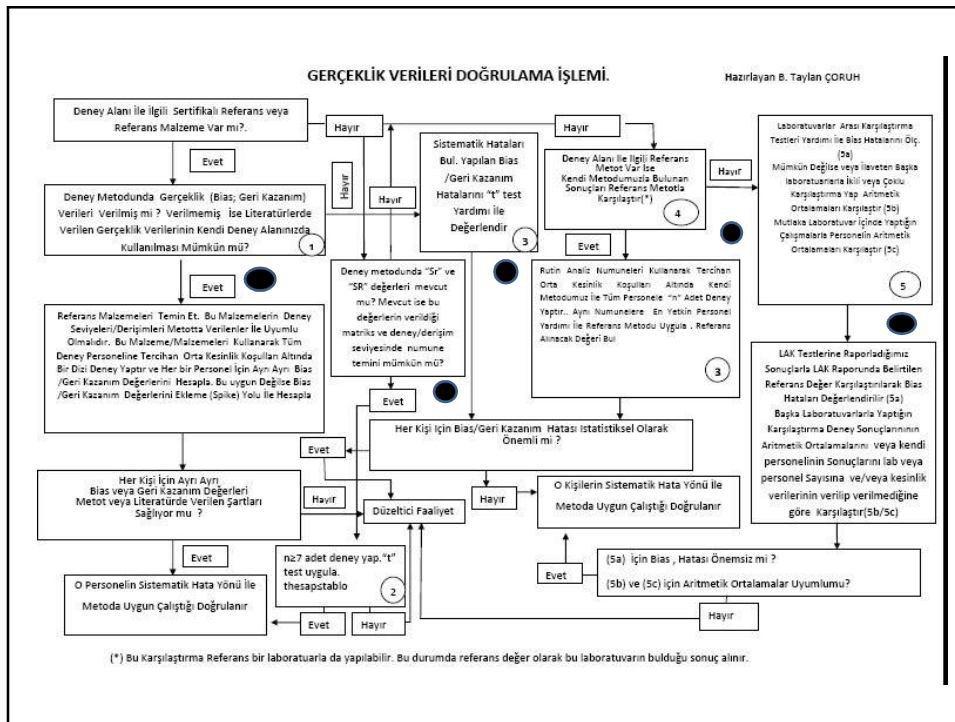 GERÇEKLİK VERİLERİ DOĞRULAMA İŞLEMİ.
Hazırlayan B. Taylan ÇORUH
Deney Alanı İle İlgili Sertifikalı Referans veya
Referans Malzeme Var mı?.
Hayır
Hayır
Evet
Hayır
Hayır
Deney Metodunda Gerçeklik (Bias; Geri Kazanım)
Verileri Verilmiş mi ? Verilmemiş İse Literatürlerde
Verilen Gerçeklik Verilerinin Kendi Deney Alanınızda
Kullanılması Mümkün mü?
1
Sistematik Hataları
Bul. Yapılan Bias
/Geri Kazanım
Hatalarını "t" test
Yardımı İle
Değerlendir
3
Deney Alanı İle İlgili Referans
Metot Var İse
Kendi Metodumuzla Bulunan
Sonuçları Referans Metotla
Karşılaştır(*)
4
Hayır
Laboratuvarlar Arası Karşılaştırma
Testleri Yardımı İle Bias Hatalarını Ölç.
(5a)
Mümkün Değilse veya İlaveten Başka
laboratuarlarla İkili veya Çoklu
Karşılaştırma Yap Aritmetik
Ortalamaları Karşılaştır (5b)
Mutlaka Laboratuvar İçinde Yaptığın
Çalışmalarla Personelin Aritmetik
Ortalamaları Karşılaştır (5c)
5
Evet
Evet
Referans Malzemeleri Temin Et. Bu Malzemelerin Deney
Seviyeleri/Derişimleri Metotta Verilenler İle Uyumlu
Olmalıdır. Bu Malzeme/Malzemeleri Kullanarak Tüm
Deney Personeline Tercihan Orta Kesinlik Koşulları Altında
Bir Dizi Deney Yaptır ve Her bir Personel İçin Ayrı Ayrı Bias
/Geri Kazanım Değerlerini Hesapla. Bu uygun Değilse Bias
/Geri Kazanım Değerlerini Ekleme (Spike) Yolu İle Hesapla
Deney metodunda "Sr" ve
"SR" değerleri mevcut
mu? Mevcut ise bu
değerlerin verildiği
matriks ve deney/derişim
seviyesinde numune
temini mümkün mü?
Rutin Analiz Numuneleri Kullanarak Tercihan
Orta Kesinlik Koşulları Altında Kendi
Metodumuz İle Tüm Personele "n" Adet Deney
Yaptır.. Aynı Numunelere En Yetkin Personel
Yardımı İle Referans Metodu Uygula . Referans
Alınacak Değeri Bul
3
LAK Testlerine Raporladığımız
Sonuçlarla LAK Raporunda Belirtilen
Referans Değer Karşılaştırılarak Bias
Hataları Değerlendirilir (5a)
Başka Laboratuvarlarla Yaptığın
Karşılaştırma Deney Sonuçlarınının
Aritmetik Ortalamalarını veya kendi
personelinin Sonuçlarını lab veya
personel Sayısına ve/veya kesinlik
verilerinin verilip verilmediğine
göre Karşılaştır(5b/5c)
Evet
Her Kişi İçin Bias/Geri Kazanım Hatası İstatistiksel Olarak
Önemli mi ?
Evet
Her Kişi İçin Ayrı Ayrı
Bias veya Geri Kazanım Değerleri
Metot veya Literatürde Verilen Şartları
Sağlıyor mu ?
Hayır
Düzeltici Faaliyet
Hayır
O Kişilerin Sistematik Hata Yönü İle
Metoda Uygun Çalıştığı Doğrulanır
Evet
O Personelin Sistematik Hata Yönü İle
Metoda Uygun Çalıştığı Doğrulanır
n≥7 adet deney yap."t"
test uygula.
thesap≤tablo
2
Evet
Hayır
Evet
(5a) İçin Bias , Hatası Önemsiz mi ?
(5b) ve (5c) için Aritmetik Ortalamalar Uyumlumu?
Hayır
(*) Bu Karşılaştırma Referans bir laboratuarla da yapılabilir. Bu durumda referans değer olarak bu laboratuvarın bulduğu sonuç alınır.